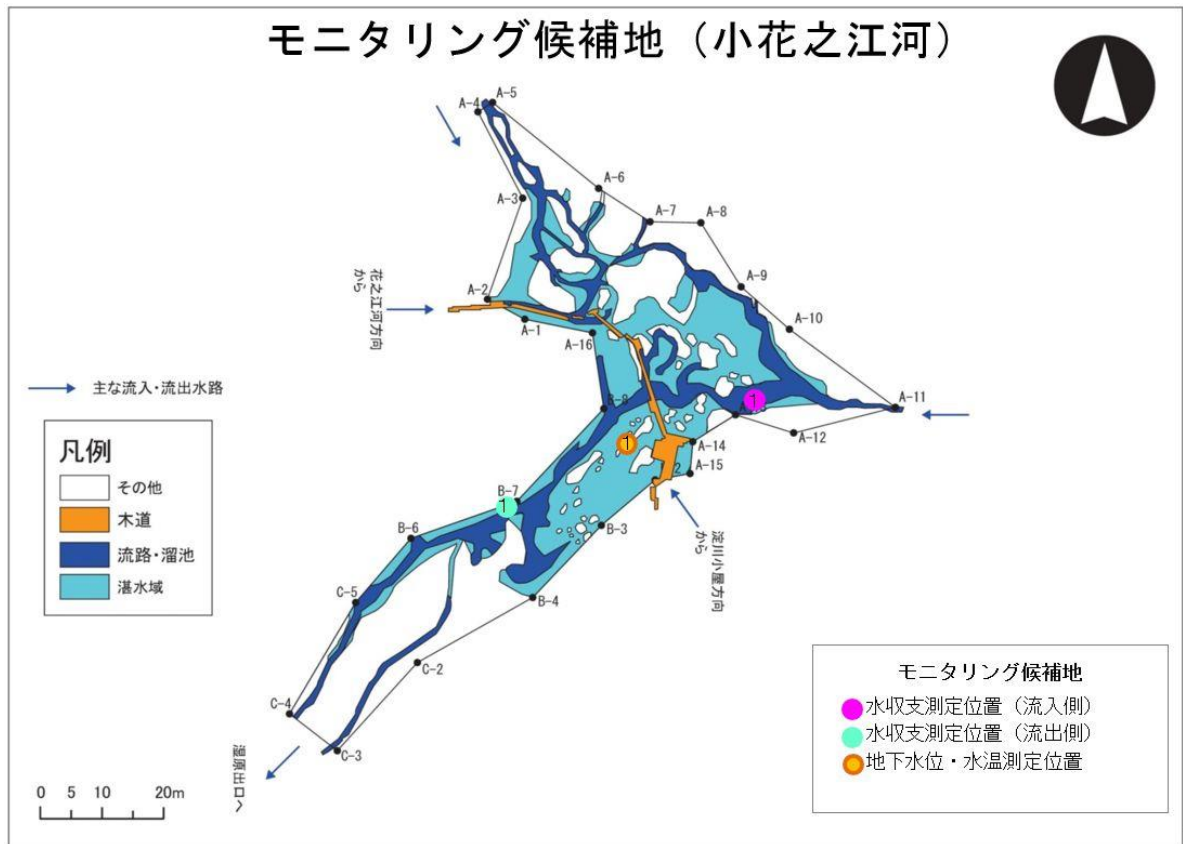 モニタリング候補地（小花之江河）
A-5
A-4
A-6
A-3
A-7
A-8
A-9
A-2
花之江河方向
から
A-1
A-10
A-16
主な流入・流出水路
B-8
1
A-11
A-12
1
A-14
A-15
凡例
その他
木道
流路・溜池
湛水域
B-7
1
B-6
B-3
淀川小屋方向
から
C-5
B-4
C-2
C-4
C-3
湿原出口へ
0 5 10 20m
モニタリング候補地
水収支測定位置（流入側）
水収支測定位置（流出側）
地下水位・水温測定位置